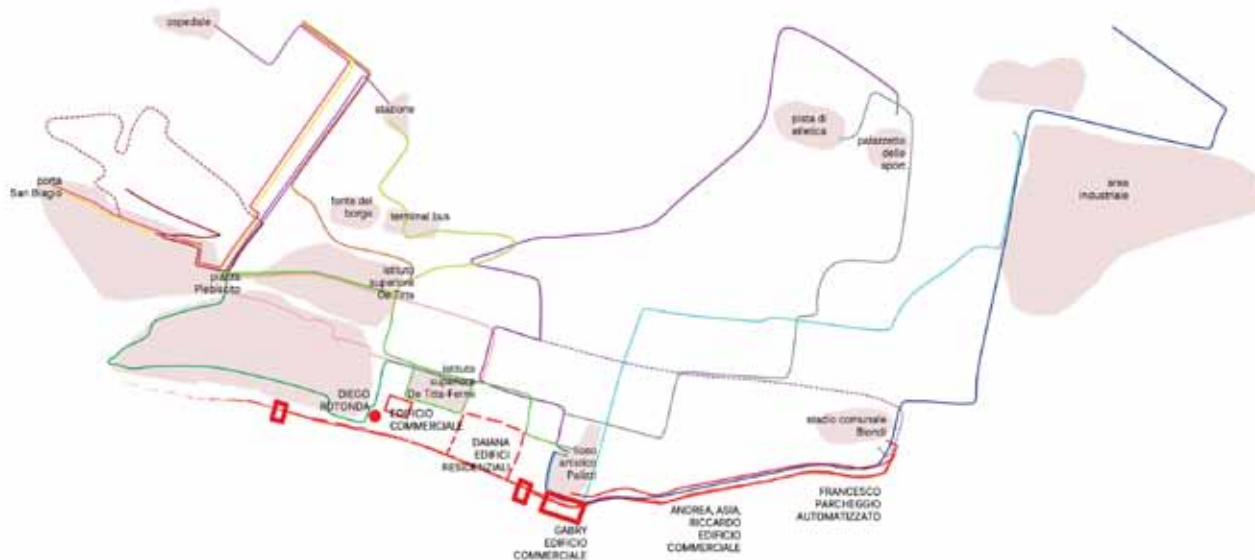 ospedale
stazione
pista di
atletica
palazzetto
dello
sport
porta
San Biagio
area
industriale
fonte del
borgo
terminal bus
piazza
Plebiscito
istituto
superiore
De Titta
istituto
superiore
De Titta-Fermi
DIEGO
ROTONDA
EDIFICIO
COMMERCIALE
stadio comunale
Biondi
DAIANA
EDIFICI
RESIDENZIALI
liceo
artistico
Palizzi
FRANCESCO
PARCHEGGIO
AUTOMATIZZATO
ANDREA, ASIA,
RICCARDO
EDIFICIO
COMMERCIALE
GABRY
EDIFICIO
COMMERCIALE